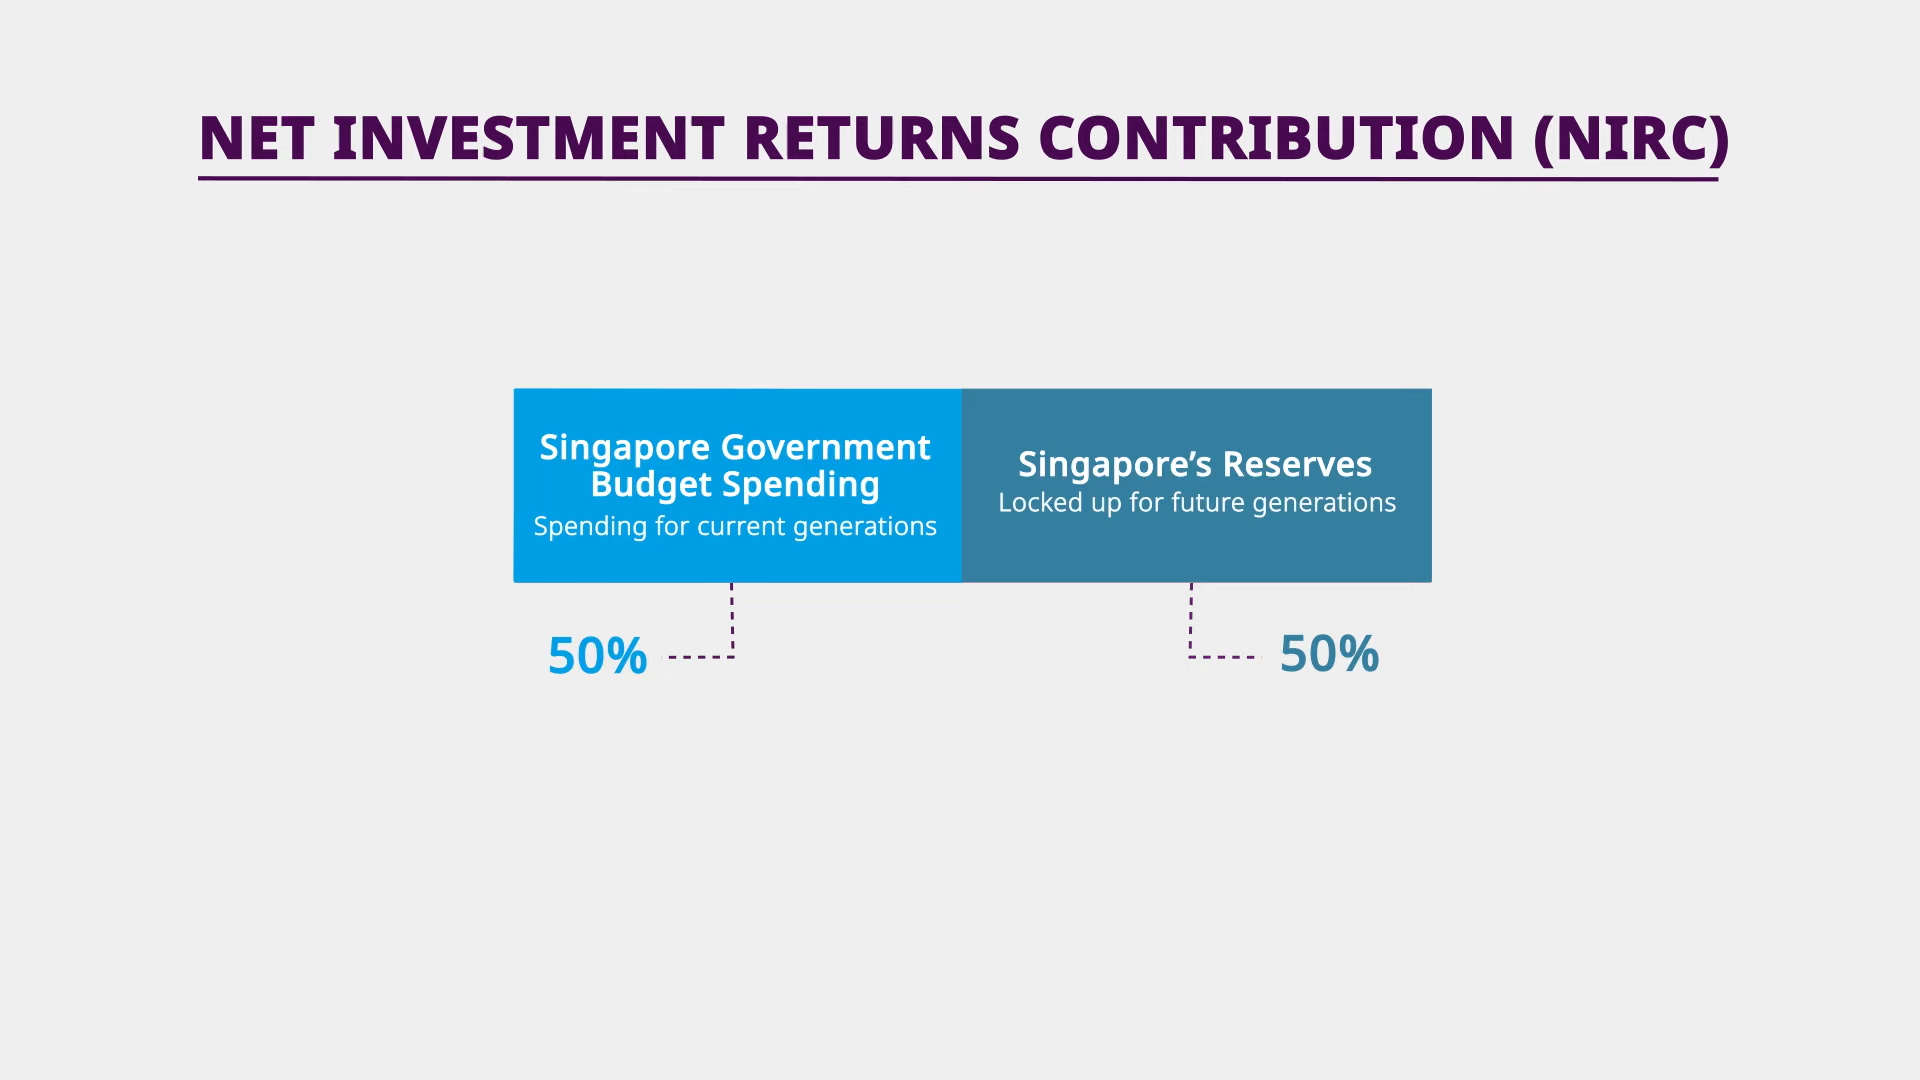 NET INVESTMENT RETURNS CONTRIBUTION (NIRC)
Singapore Government
Budget Spending
Spending for current generations
Singapore’s Reserves
Locked up for future generations
50%
50%